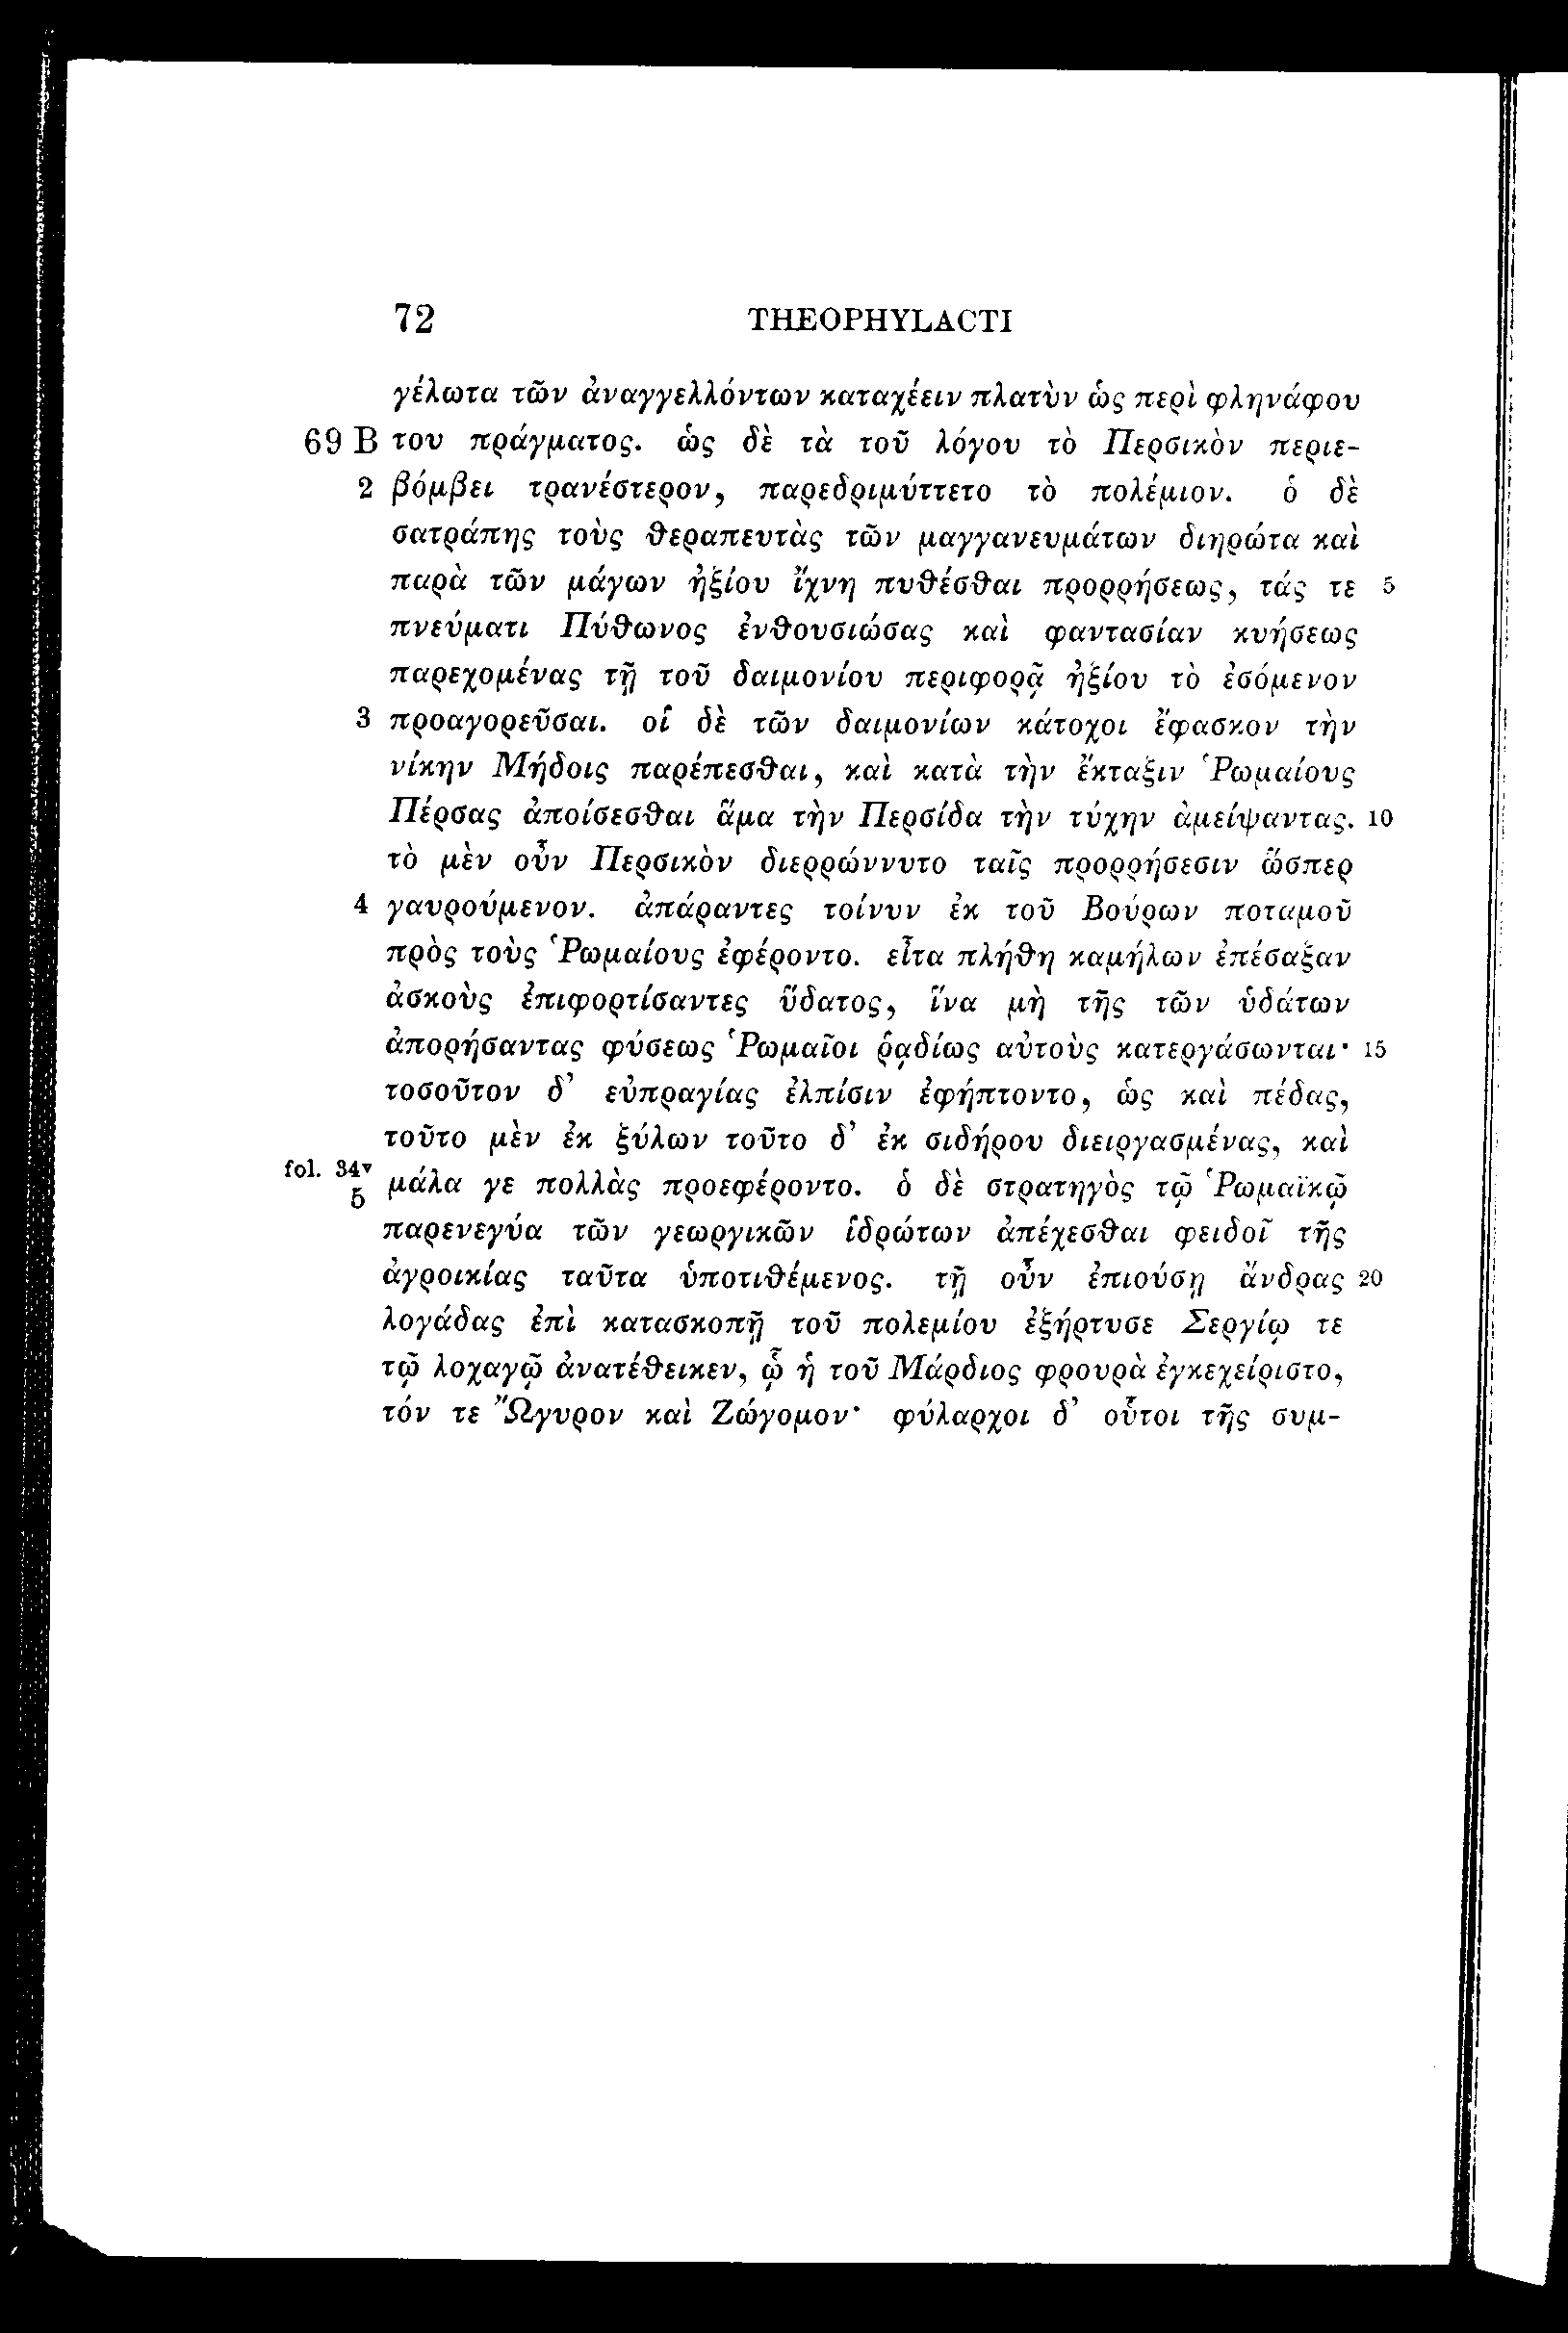 72 THEOPHYLACTI
γέλωτα τῶν ἀναγγελλόντων καταχέειν πλατὺν ὡς περὶ φληνάφου
69 B του πράγματος. ὡς δὲ τὰ τοῦ λόγου τὸ Περσικὸν περιε-
2 βόμβει τρανέστερον, παρεδριμύττετο τὸ πολέμιον. ὁ δὲ
σατράπης τοὺς θεραπευτὰς τῶν μαγγανευμάτων διηρώτα καὶ
παρὰ τῶν μάγων ἠξίου ἴχνη πυθέσθαι προρρήσεως, τάς τε 5
πνεύματι Πύθωνος ἐνθουσιώσας καὶ φαντασίαν κυήσεως
παρεχομένας τῇ τοῦ δαιμονίου περιφορᾷ ἠξίου τὸ ἐσόμενον
3 προαγορεῦσαι. οἱ δὲ τῶν δαιμονίων κάτοχοι ἔφασκον τὴν
νίκην Μήδοις παρέπεσθαι, καὶ κατὰ τὴν ἔκταξιν Ῥωμαίους
Πέρσας ἀποίσεσθαι ἅμα τὴν Περσίδα τὴν τύχην ἀμείψαντας. 10
τὸ μὲν οὖν Περσικὸν διερρώννυτο ταῖς προρρήσεσιν ὥσπερ
4 γαυρούμενον. ἀπάραντες τοίνυν ἐκ τοῦ Βούρων ποταμοῦ
πρὸς τοὺς Ῥωμαίους ἐφέροντο. εἶτα πλήθη καμήλων ἐπέσαξαν
ἀσκοὺς ἐπιφορτίσαντες ὕδατος, ἵνα μὴ τῆς τῶν ὑδάτων
ἀπορήσαντας φύσεως Ῥωμαῖοι ῥᾳδίως αὐτοὺς κατεργάσωνται· 15
τοσοῦτον δ’ εὐπραγίας ἐλπίσιν ἐφήπτοντο, ὡς καὶ πέδας,
τοῦτο μὲν ἐκ ξύλων τοῦτο δ’ ἐκ σιδήρου διειργασμένας, καὶ
fol. 34v
5 μάλα γε πολλὰς προεφέροντο. ὁ δὲ στρατηγὸς τῷ Ῥωμαϊκῷ
παρενεγύα τῶν γεωργικῶν ἱδρώτων ἀπέχεσθαι φειδοῖ τῆς
ἀγροικίας ταῦτα ὑποτιθέμενος. τῇ οὖν ἐπιούσῃ ἄνδρας 20
λογάδας ἐπὶ κατασκοπῇ τοῦ πολεμίου ἐξήρτυσε Σεργίῳ τε
τῷ λοχαγῷ ἀνατέθεικεν, ᾧ ἡ τοῦ Μάρδιος φρουρὰ ἐγκεχείριστο,
τόν τε Ὤγυρον καὶ Ζώγομον· φύλαρχοι δ’ οὗτοι τῆς συμ-